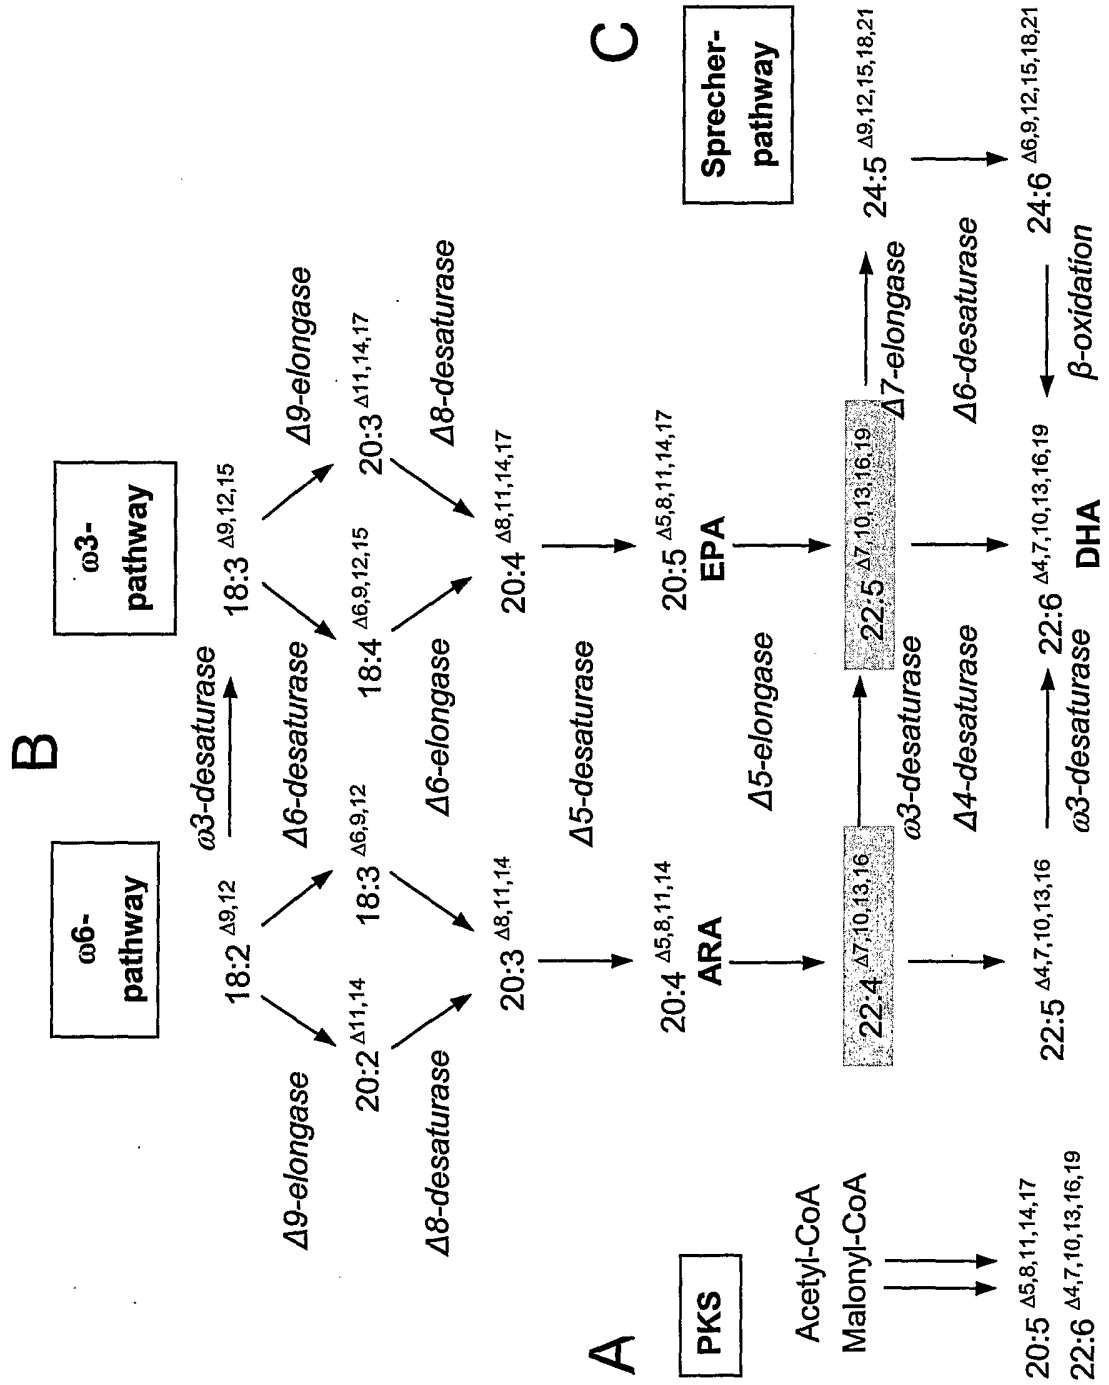 A
PKS
Acetyl-CoA
Malonyl-CoA
20:5 Δ5,8,11,14,17
22:6 Δ4,7,10,13,16,19
B
ω6-
pathway
ω3-
pathway
18:2 Δ9,12
ω3-desaturase
18:3 Δ9,12,15
Δ9-elongase
Δ6-desaturase
Δ9-elongase
20:2 Δ11,14
18:3 Δ6,9,12
18:4 Δ6,9,12,15
20:3 Δ11,14,17
Δ8-desaturase
Δ6-elongase
Δ8-desaturase
20:3 Δ8,11,14
20:4 Δ8,11,14,17
Δ5-desaturase
20:4 Δ5,8,11,14
ARA
20:5 Δ5,8,11,14,17
EPA
Δ5-elongase
22:4 Δ7,10,13,16
22:5 Δ7,10,13,16,19
ω3-desaturase
Δ4-desaturase
22:5 Δ4,7,10,13,16
22:6 Δ4,7,10,13,16,19
ω3-desaturase
DHA
C
Sprecher-
pathway
24:5 Δ9,12,15,18,21
Δ7-elongase
Δ6-desaturase
24:6 Δ6,9,12,15,18,21
β-oxidation